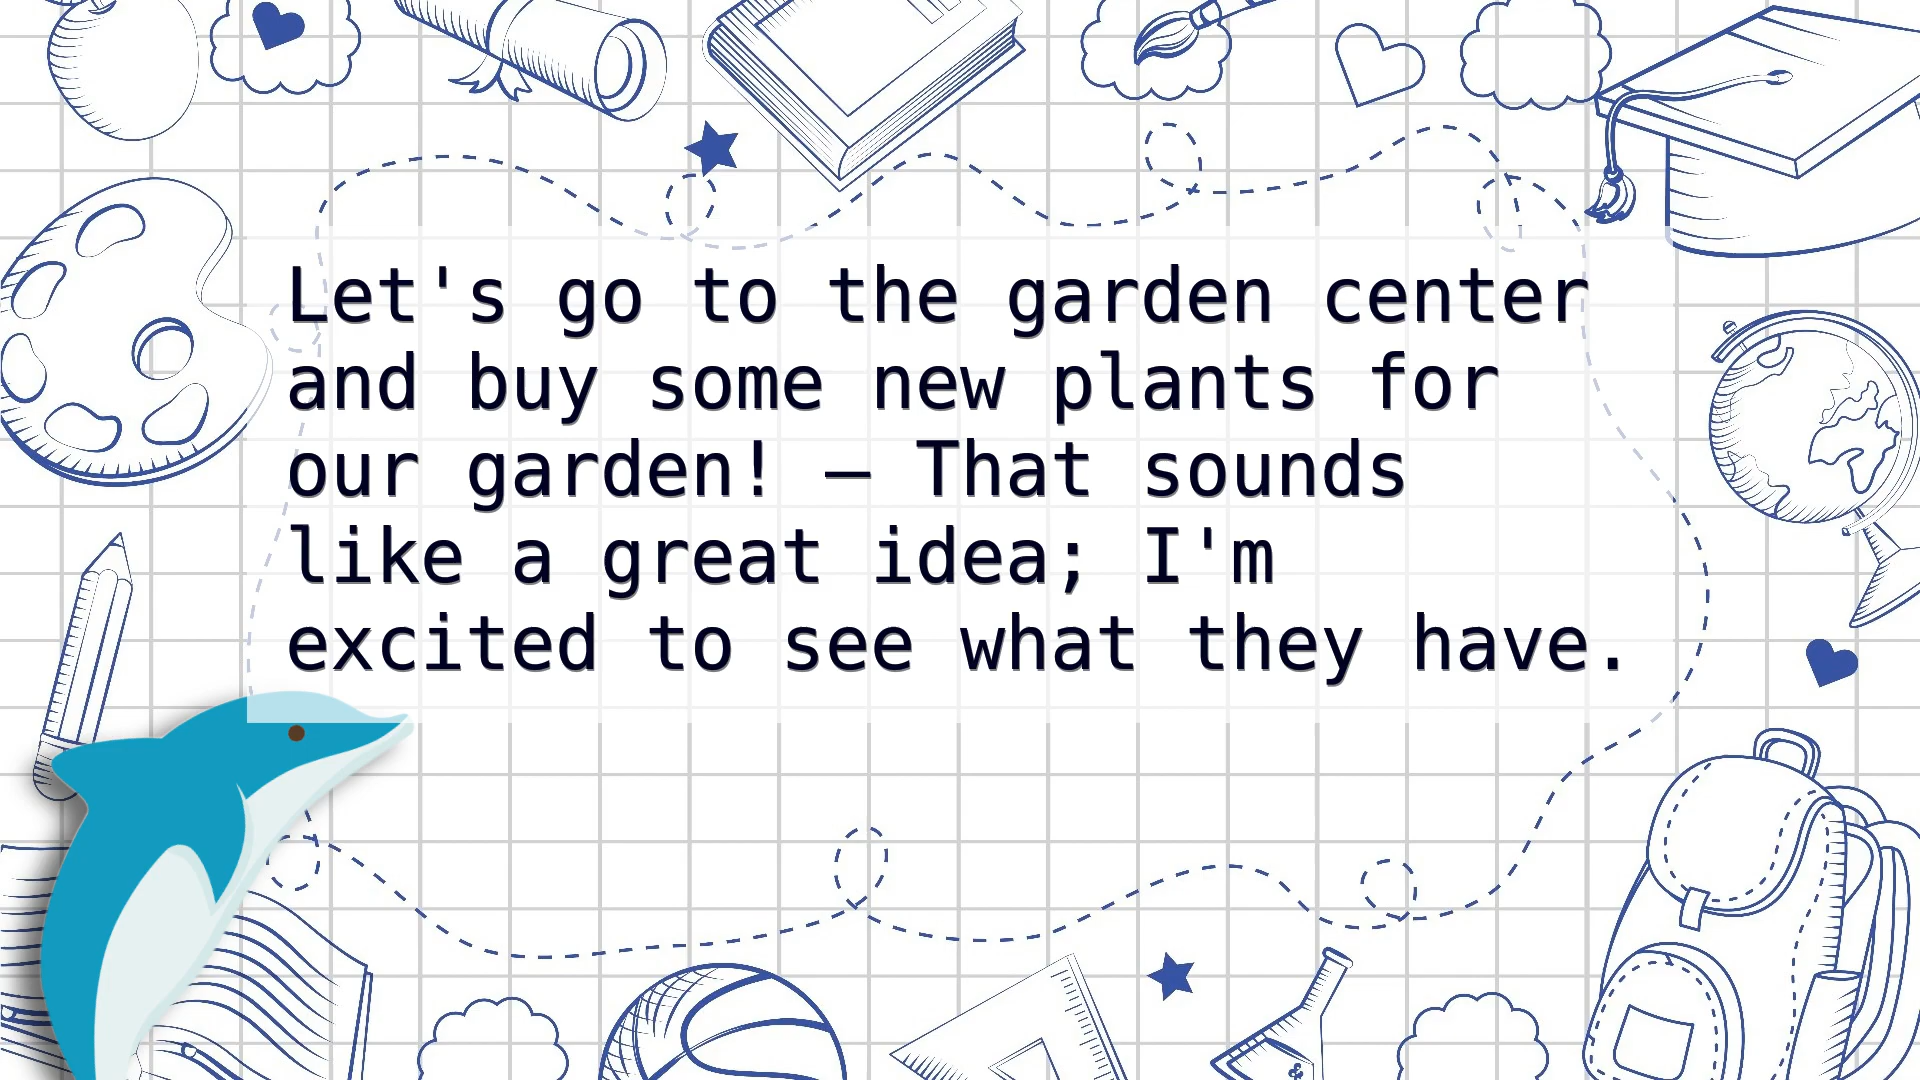 Let's go to the garden center
and buy some new plants for
our garden! – That sounds
like a great idea; I'm
excited to see what they have.